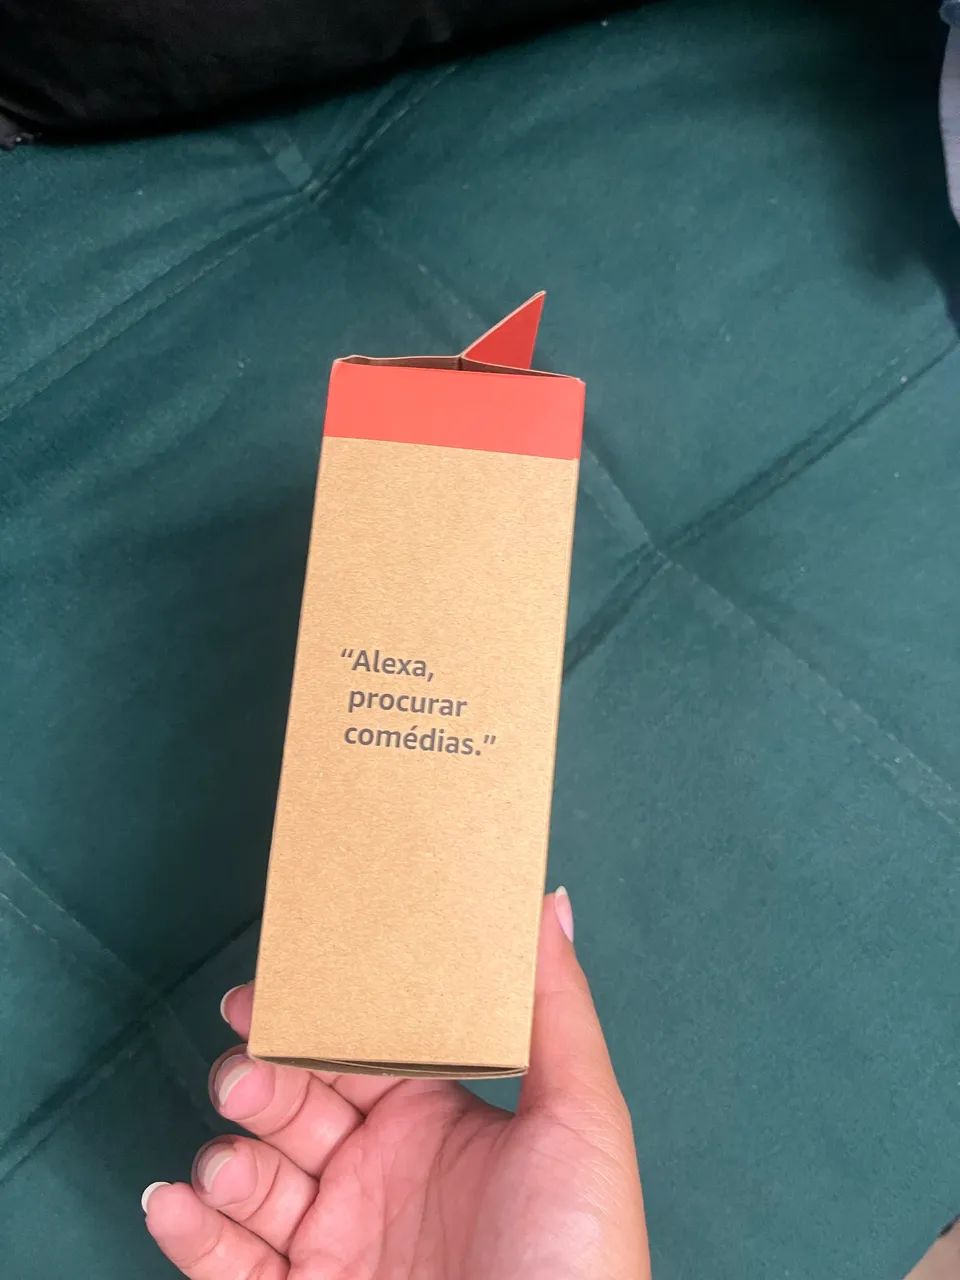 “Alexa,
procurar
comédias.”